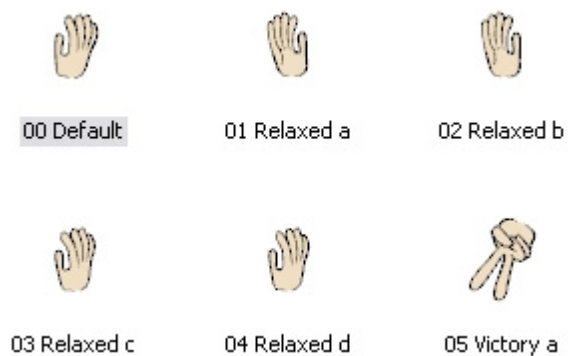 00 Default
01 Relaxed a
02 Relaxed b
03 Relaxed c
04 Relaxed d
05 Victory a